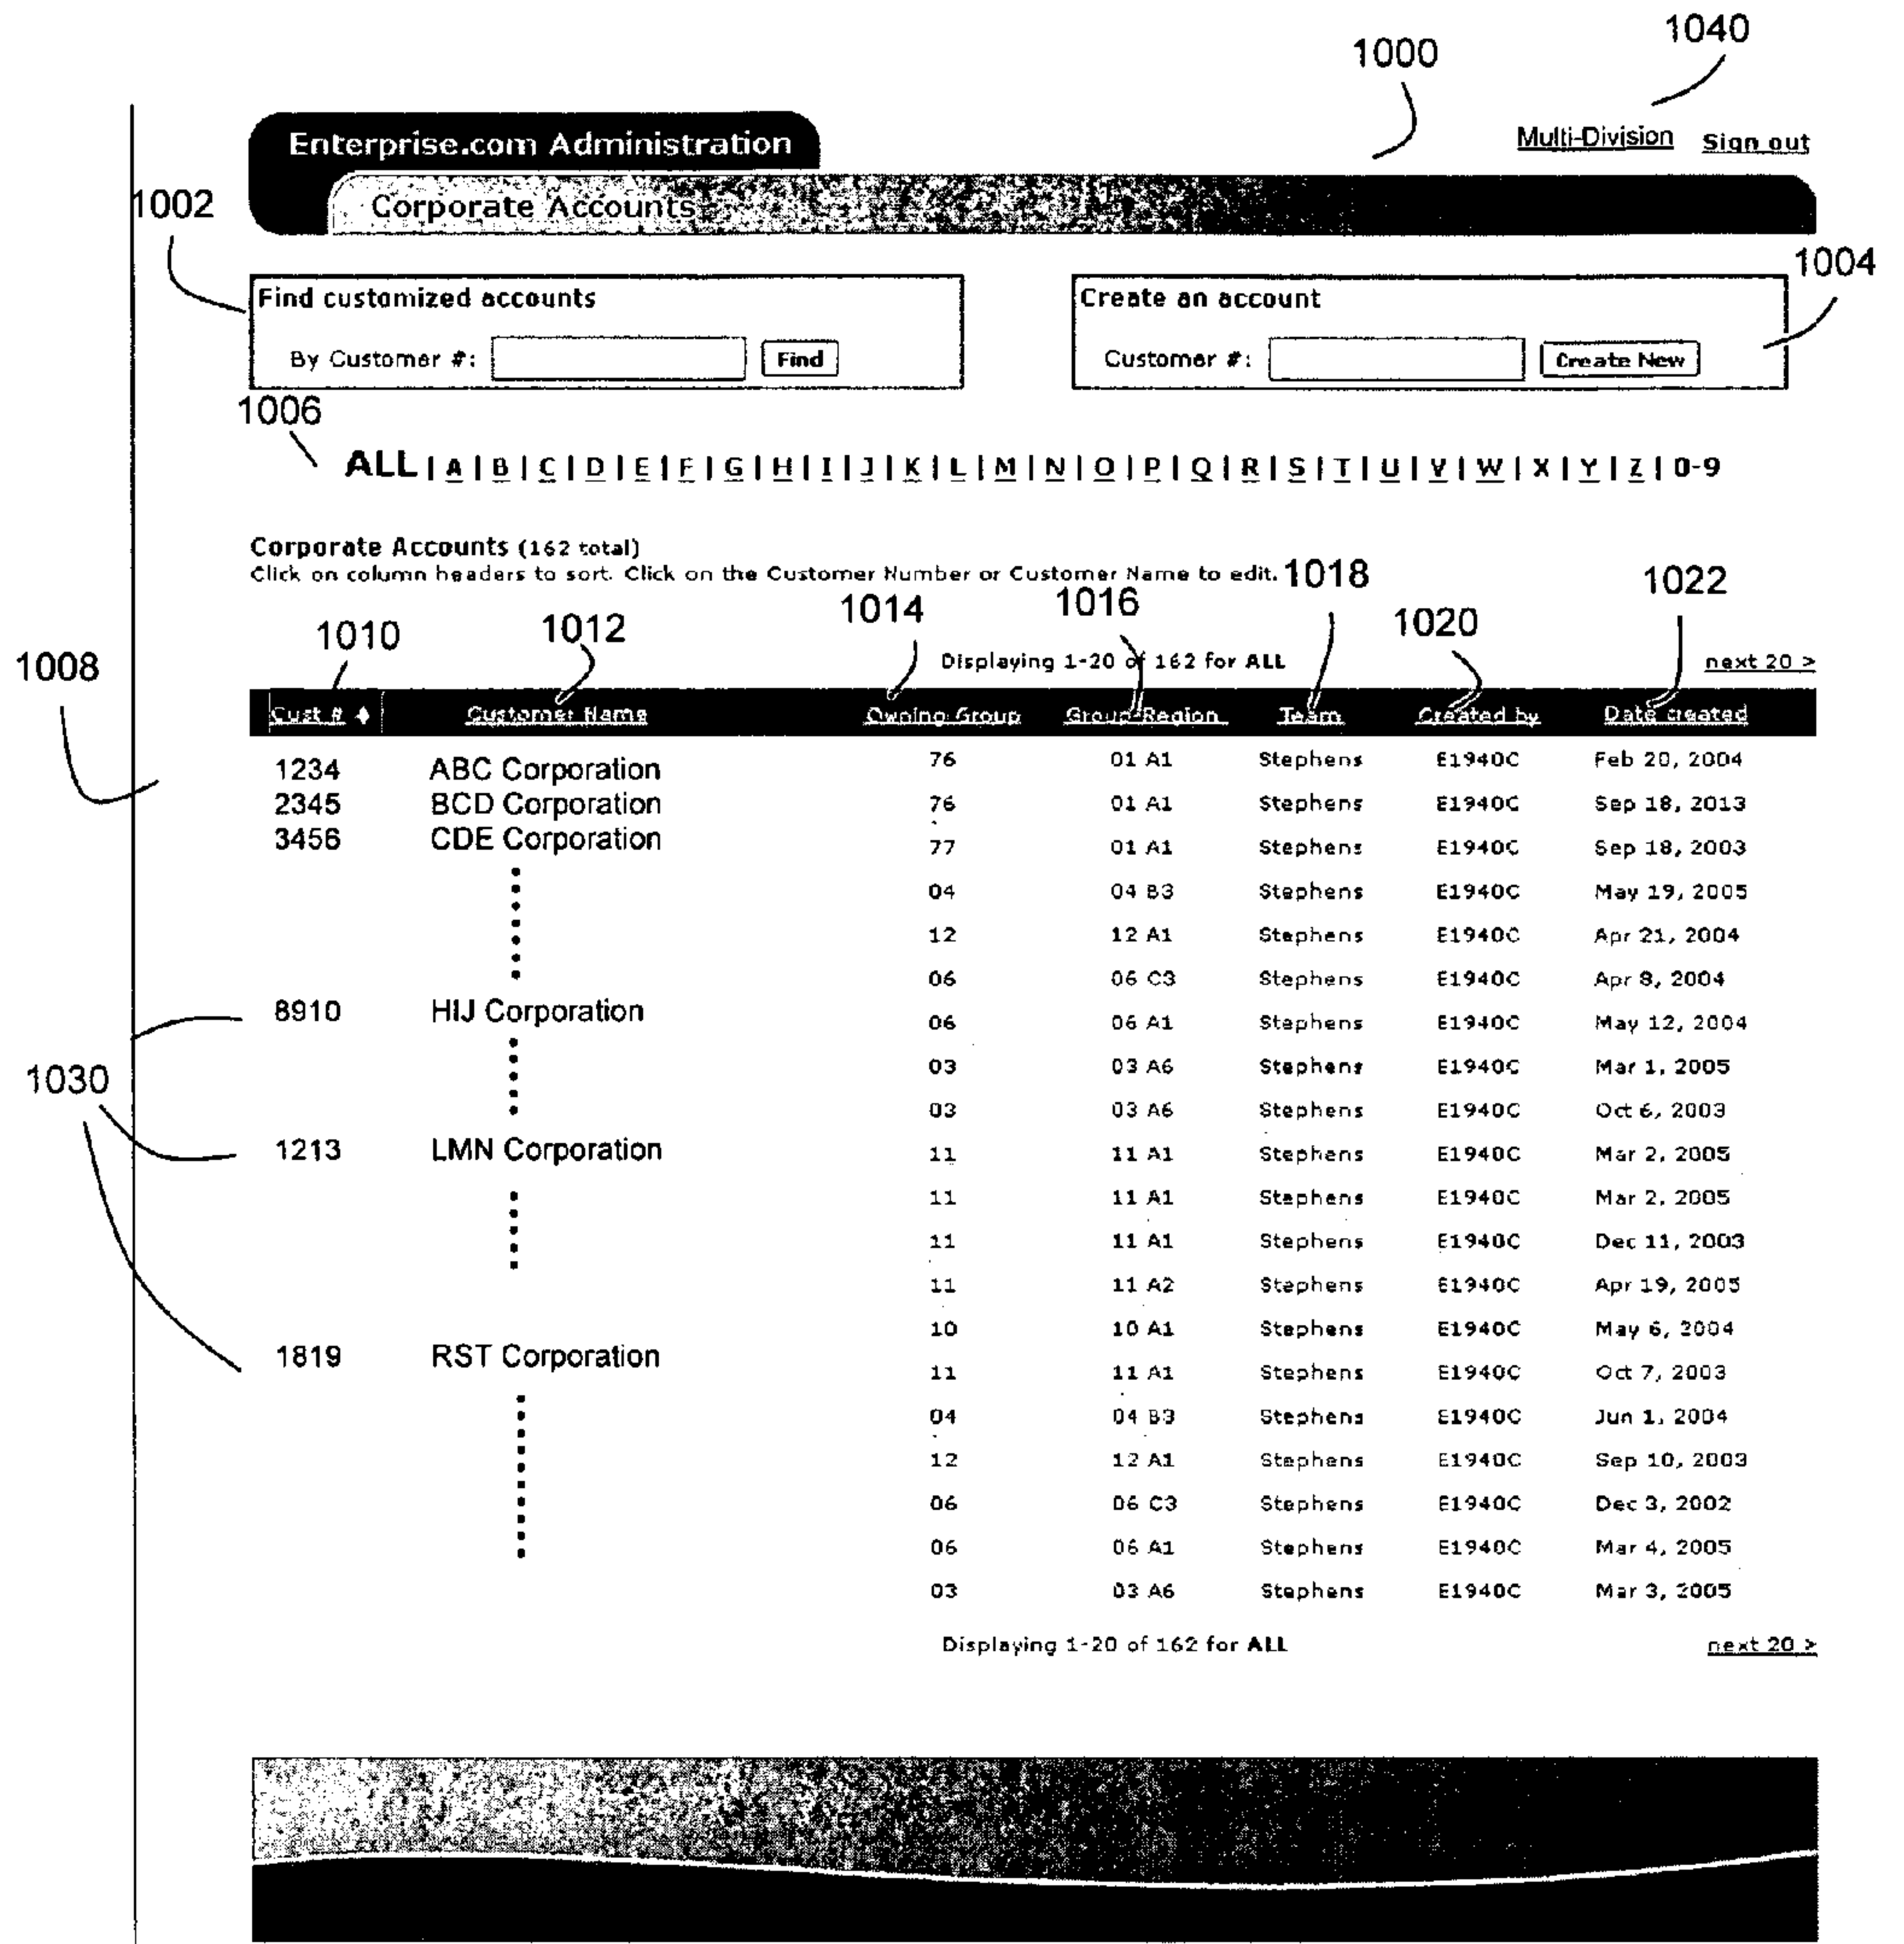 1040
1000
Enterprise.com Administration
Multi-Division Sign out
1002
Corporate Accounts
1004
Find customized accounts
Create an account
By Customer #: Find
Customer #: Create New
1006
ALL | A | B | C | D | E | F | G | H | I | J | K | L | M | N | O | P | Q | R | S | T | U | V | W | X | Y | Z | 0-9
Corporate Accounts (162 total)
Click on column headers to sort. Click on the Customer Number or Customer Name to edit.
1018
1022
1014
1016
1010
1012
1020
1008
Displaying 1-20 of 162 for ALL next 20 >
Cust # Customer Name Owning Group Group-Region Team Created by Date created
1234 ABC Corporation 76 01 A1 Stephens E1940C Feb 20, 2004
2345 BCD Corporation 76 01 A1 Stephens E1940C Sep 18, 2013
3456 CDE Corporation 77 01 A1 Stephens E1940C Sep 18, 2003
04 04 B3 Stephens E1940C May 19, 2005
12 12 A1 Stephens E1940C Apr 21, 2004
06 06 C3 Stephens E1940C Apr 8, 2004
8910 HIJ Corporation 06 06 A1 Stephens E1940C May 12, 2004
03 03 A6 Stephens E1940C Mar 1, 2005
1030
03 03 A6 Stephens E1940C Oct 6, 2003
1213 LMN Corporation 11 11 A1 Stephens E1940C Mar 2, 2005
11 11 A1 Stephens E1940C Mar 2, 2005
11 11 A1 Stephens E1940C Dec 11, 2003
11 11 A2 Stephens E1940C Apr 19, 2005
10 10 A1 Stephens E1940C May 6, 2004
1819 RST Corporation 11 11 A1 Stephens E1940C Oct 7, 2003
04 04 B3 Stephens E1940C Jun 1, 2004
12 12 A1 Stephens E1940C Sep 10, 2003
06 06 C3 Stephens E1940C Dec 3, 2002
06 06 A1 Stephens E1940C Mar 4, 2005
03 03 A6 Stephens E1940C Mar 3, 2005
Displaying 1-20 of 162 for ALL next 20 >